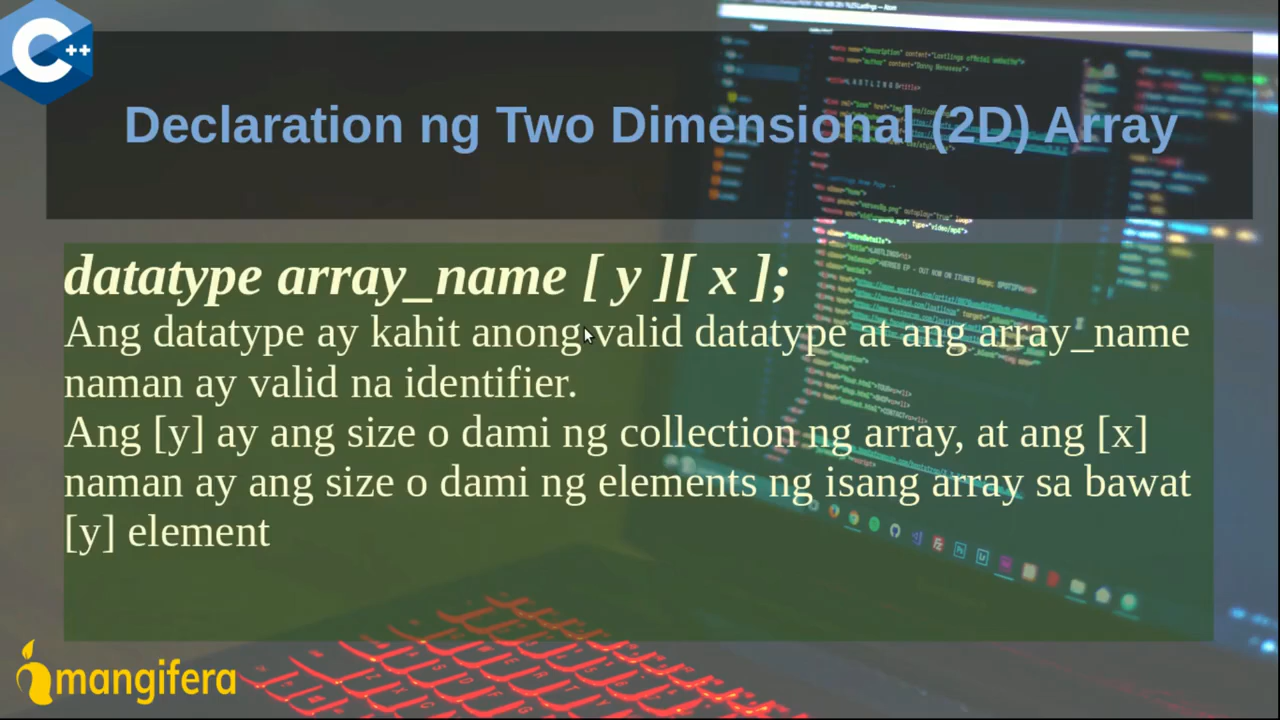 C++
Declaration ng Two Dimensional (2D) Array
datatype array_name [ y ][ x ];
Ang datatype ay kahit anong valid datatype at ang array_name
naman ay valid na identifier.
Ang [y] ay ang size o dami ng collection ng array, at ang [x]
naman ay ang size o dami ng elements ng isang array sa bawat
[y] element
mangifera